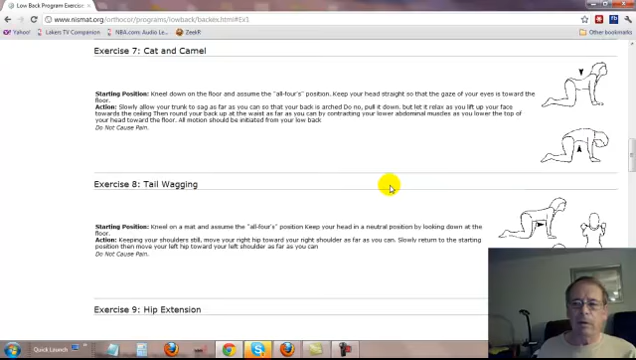 Low Back Program Exercise
www.nismat.org/orthocor/programs/lowback/backex.html#Ex1
Yahoo! Lakers TV Companion NBA.com: Audio Le... ZeekR Other bookmarks
Exercise 7: Cat and Camel
Starting Position: Kneel down on the floor and assume the "all-four's" position. Keep your head straight so that the gaze of your eyes is toward the
floor.
Action: Slowly allow your trunk to sag as far as you can so that your back is arched Do no, pull it down. but let it relax as you lift up your face
towards the ceiling Then round your back up at the waist as far as you can by contracting your lower abdominal muscles as you lower the top of
your head toward the floor. All motion should be initiated from your low back
Do Not Cause Pain.
Exercise 8: Tail Wagging
Starting Position: Kneel on a mat and assume the "all-four's" position Keep your head in a neutral position by looking down at the
floor.
Action: Keeping your shoulders still, move your right hip toward your right shoulder as far as you can. Slowly return to the starting
position then move your left hip toward your left shoulder as far as you can
Do Not Cause Pain.
Exercise 9: Hip Extension
Quick Launch